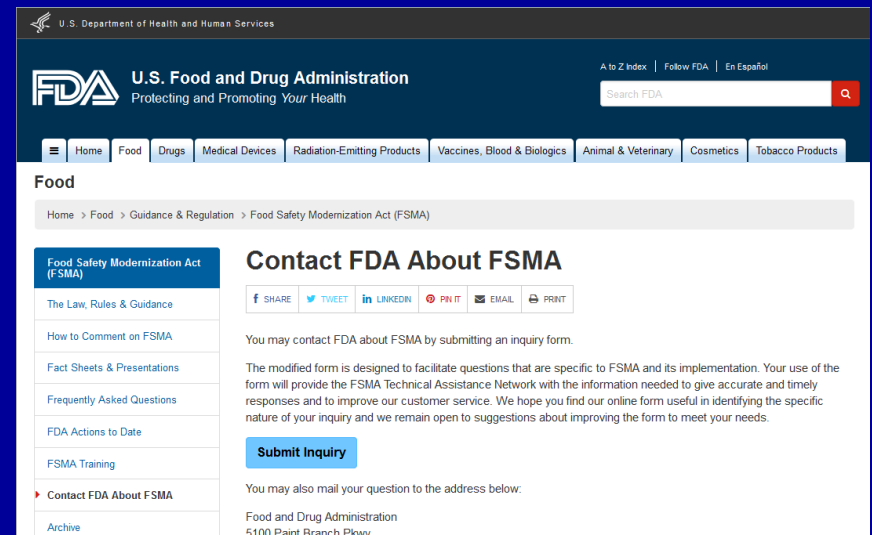 U.S. Department of Health and Human Services
FDA
U.S. Food and Drug Administration
Protecting and Promoting Your Health
A to Z Index | Follow FDA | En Español
Search FDA
Home
Food
Drugs
Medical Devices
Radiation-Emitting Products
Vaccines, Blood & Biologics
Animal & Veterinary
Cosmetics
Tobacco Products
Food
Home > Food > Guidance & Regulation > Food Safety Modernization Act (FSMA)
Food Safety Modernization Act
(FSMA)
The Law, Rules & Guidance
How to Comment on FSMA
Fact Sheets & Presentations
Frequently Asked Questions
FDA Actions to Date
FSMA Training
Contact FDA About FSMA
Archive
Contact FDA About FSMA
SHARE
TWEET
LINKEDIN
PIN IT
EMAIL
PRINT
You may contact FDA about FSMA by submitting an inquiry form.
The modified form is designed to facilitate questions that are specific to FSMA and its implementation. Your use of the
form will provide the FSMA Technical Assistance Network with the information needed to give accurate and timely
responses and to improve our customer service. We hope you find our online form useful in identifying the specific
nature of your inquiry and we remain open to suggestions about improving the form to meet your needs.
Submit Inquiry
You may also mail your question to the address below:
Food and Drug Administration
5100 Paint Branch Pkwy